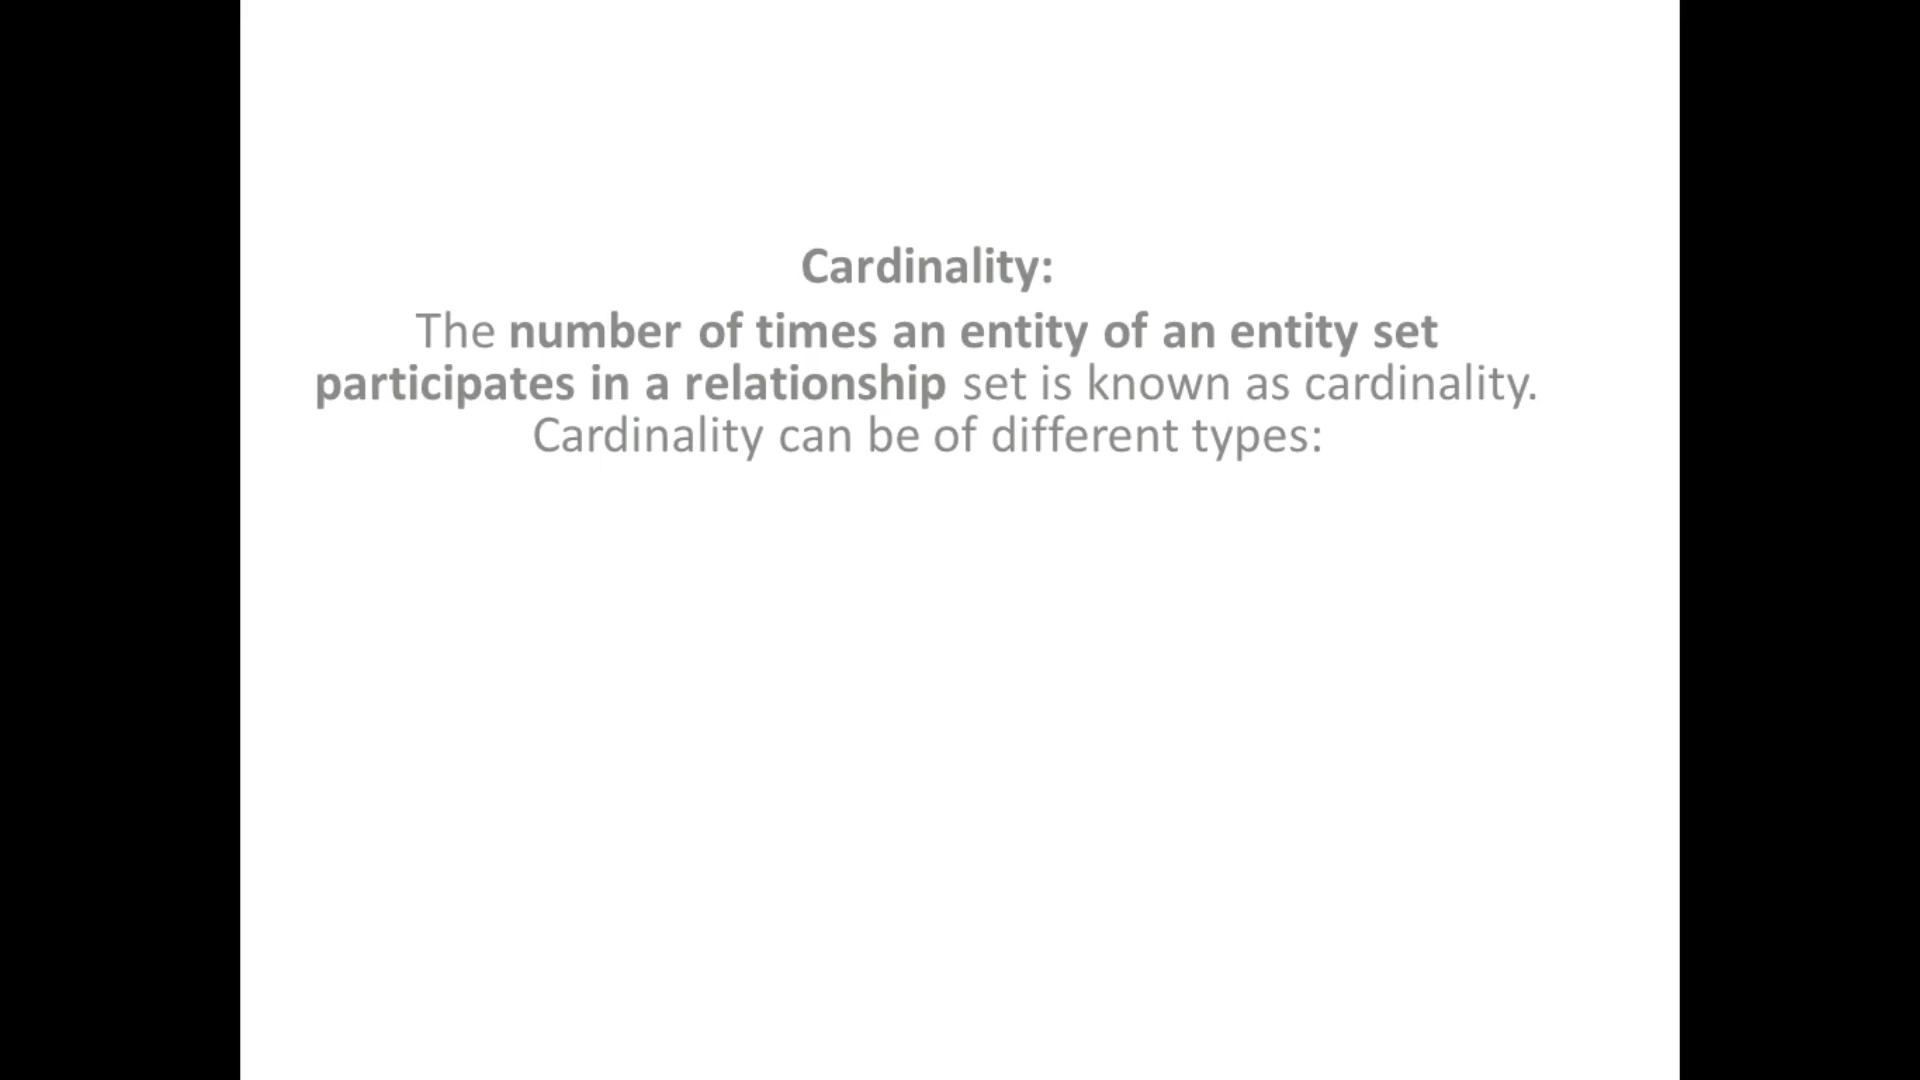 Cardinality:
The number of times an entity of an entity set
participates in a relationship set is known as cardinality.
Cardinality can be of different types: